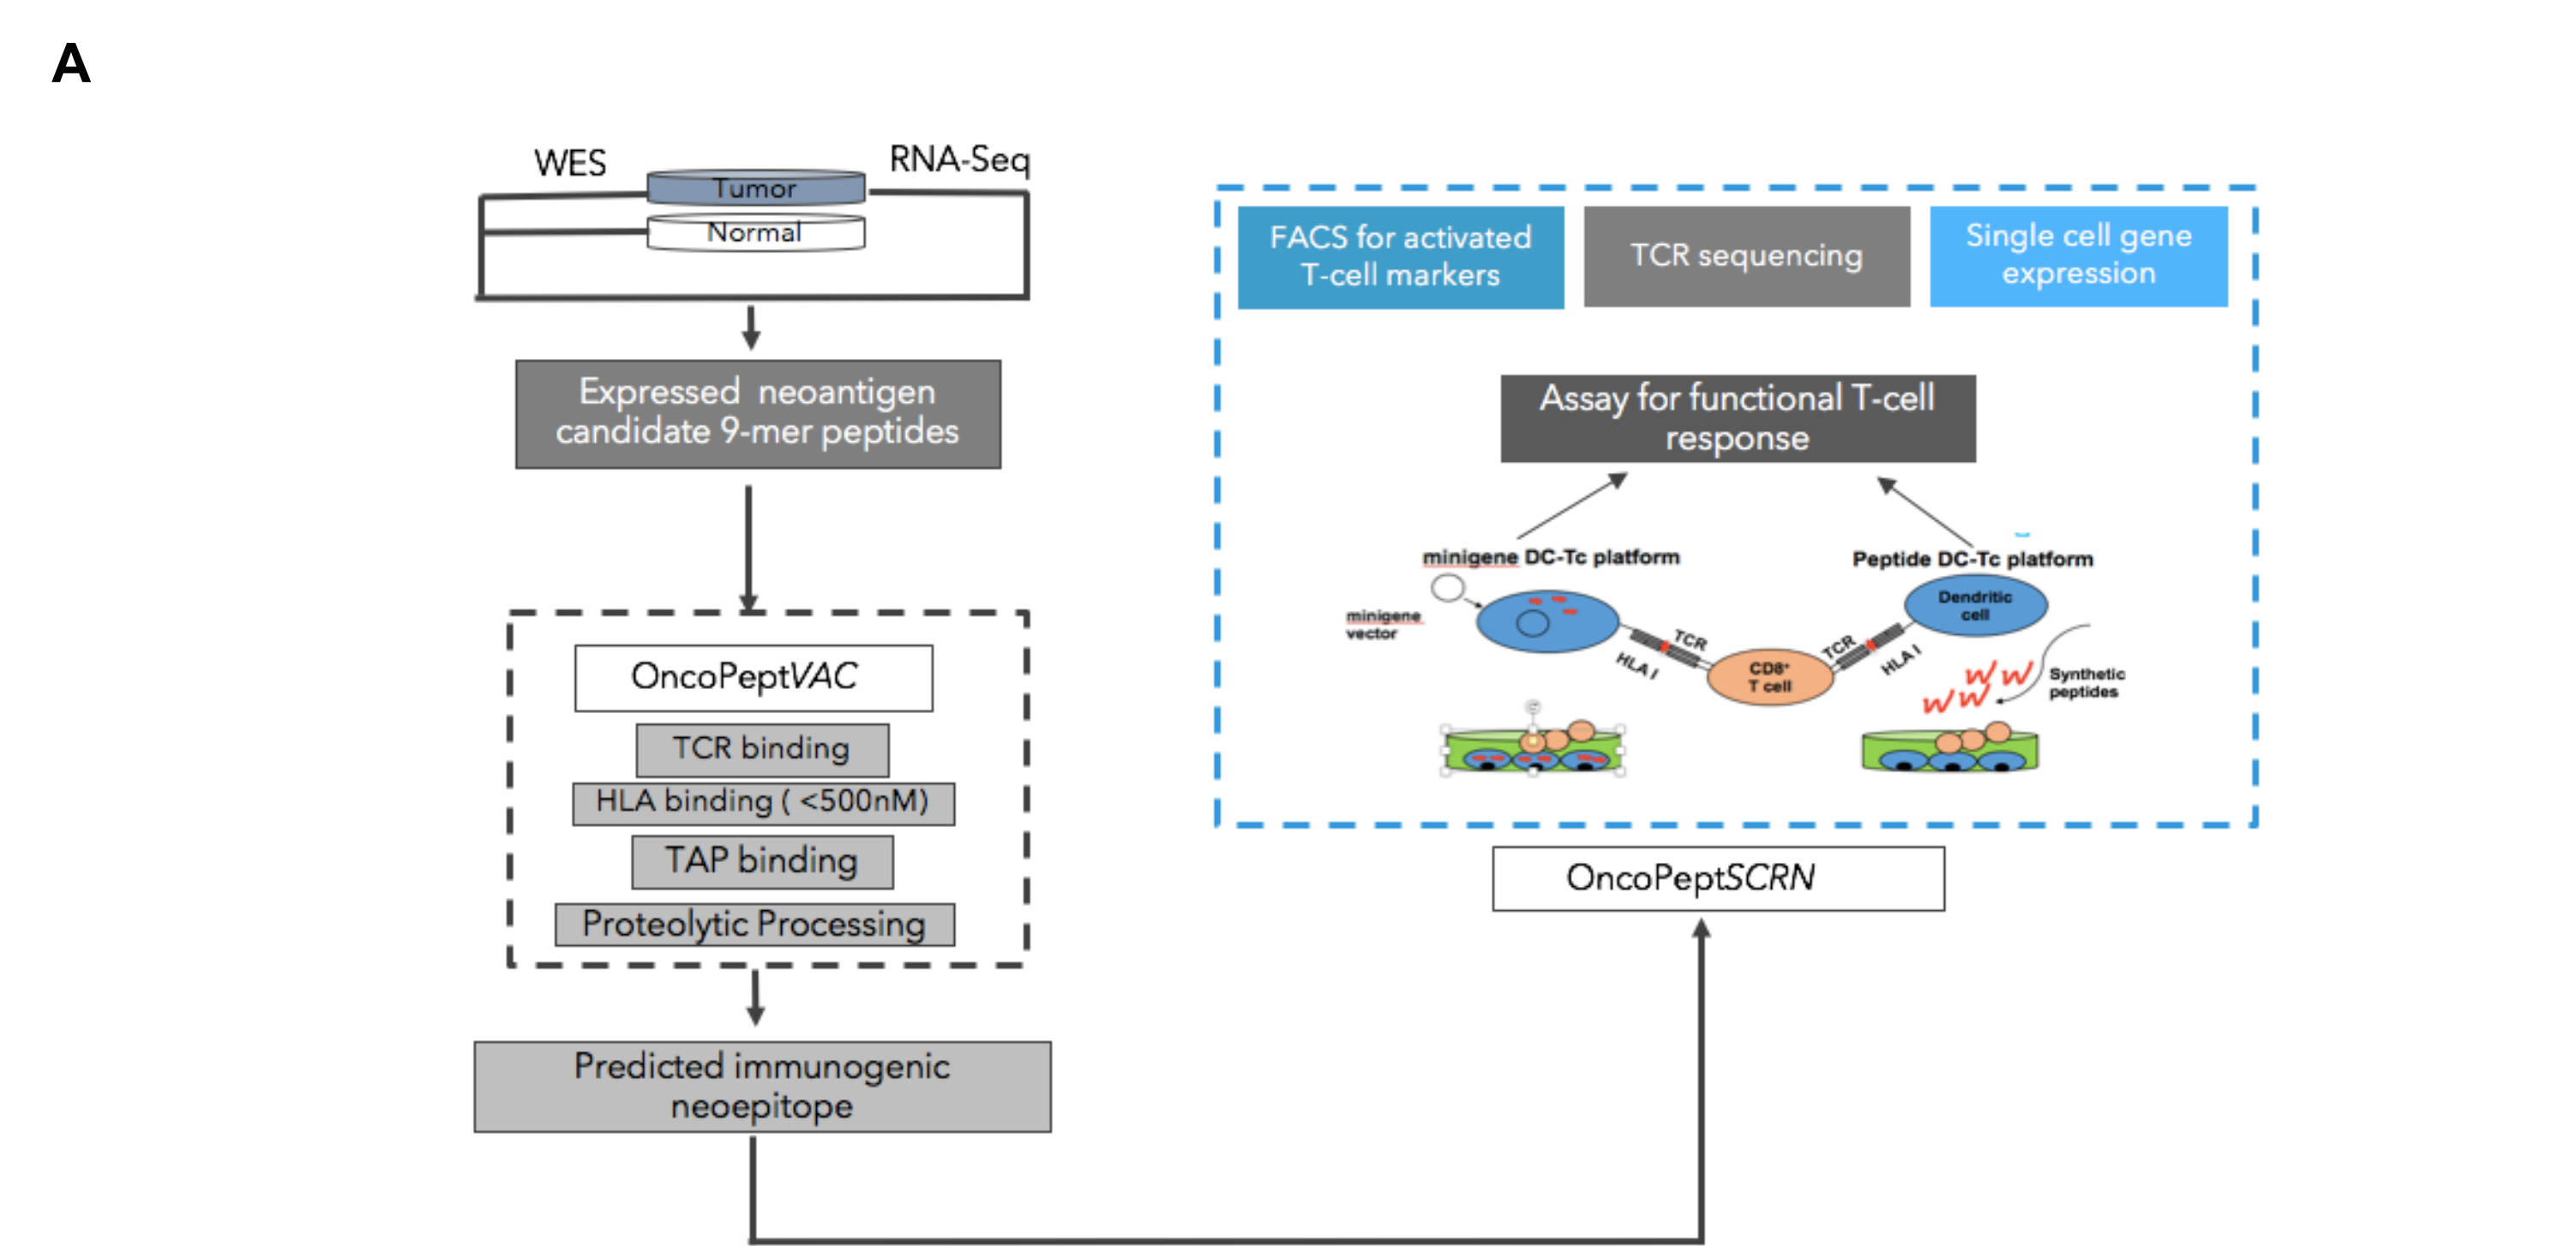 A
WES
RNA-Seq
Tumor
Normal
Expressed neoantigen
candidate 9-mer peptides
OncoPeptVAC
TCR binding
HLA binding ( <500nM)
TAP binding
Proteolytic Processing
Predicted immunogenic
neoepitope
FACS for activated
T-cell markers
TCR sequencing
Single cell gene
expression
Assay for functional T-cell
response
minigene DC-Tc platform
Peptide DC-Tc platform
minigene
vector
Dendritic
cell
TCR
HLA I
CD8+
T cell
TCR
HLA I
Synthetic
peptides
OncoPeptSCRN